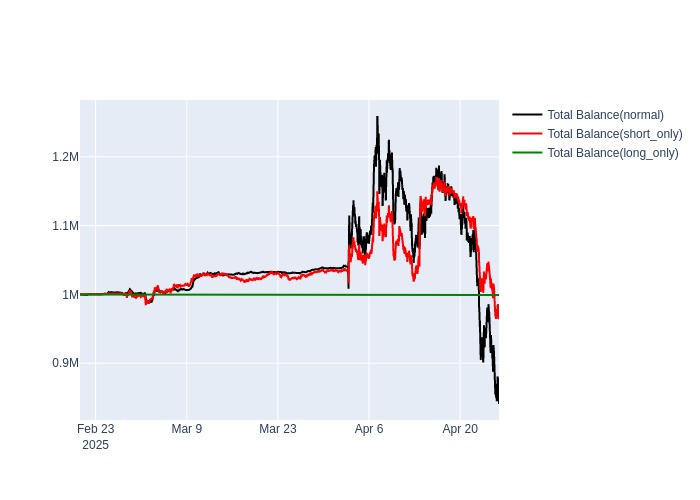 Total Balance(normal)
Total Balance(short_only)
Total Balance(long_only)
1.2M
1.1M
1M
0.9M
Feb 23
2025
Mar 9
Mar 23
Apr 6
Apr 20